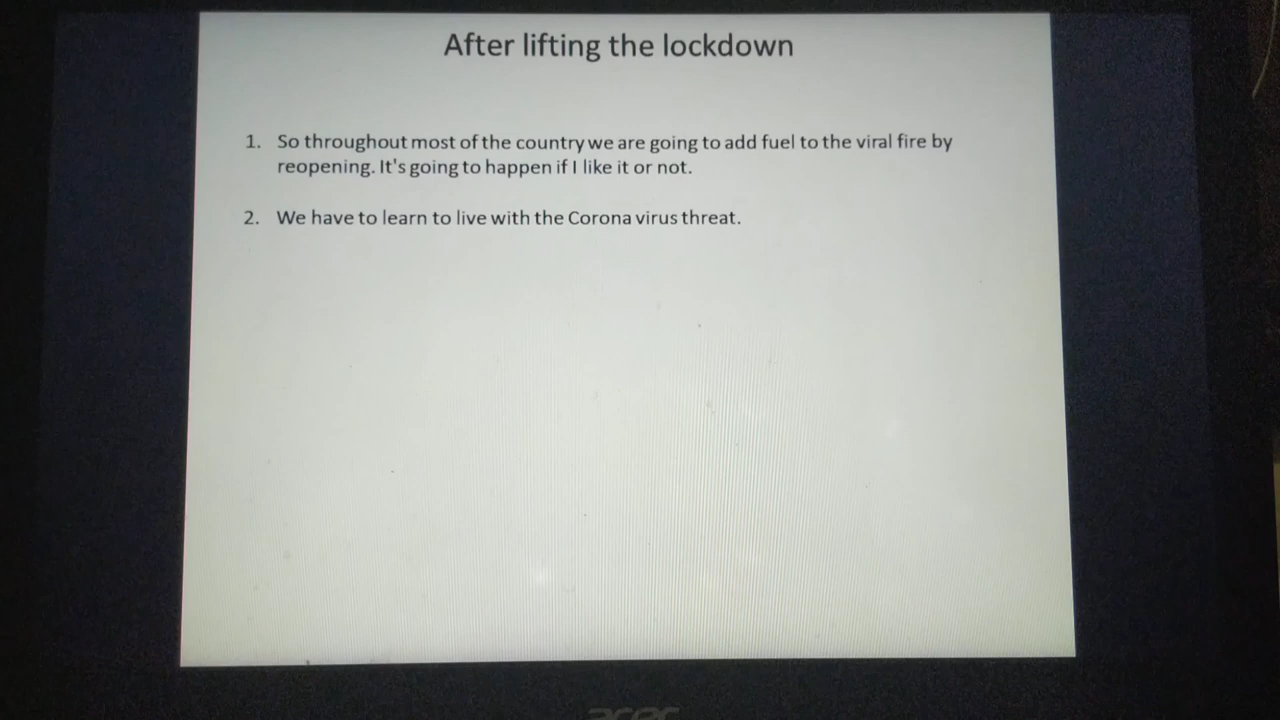 After lifting the lockdown
1. So throughout most of the country we are going to add fuel to the viral fire by
reopening. It's going to happen if I like it or not.
2. We have to learn to live with the Corona virus threat.
acer